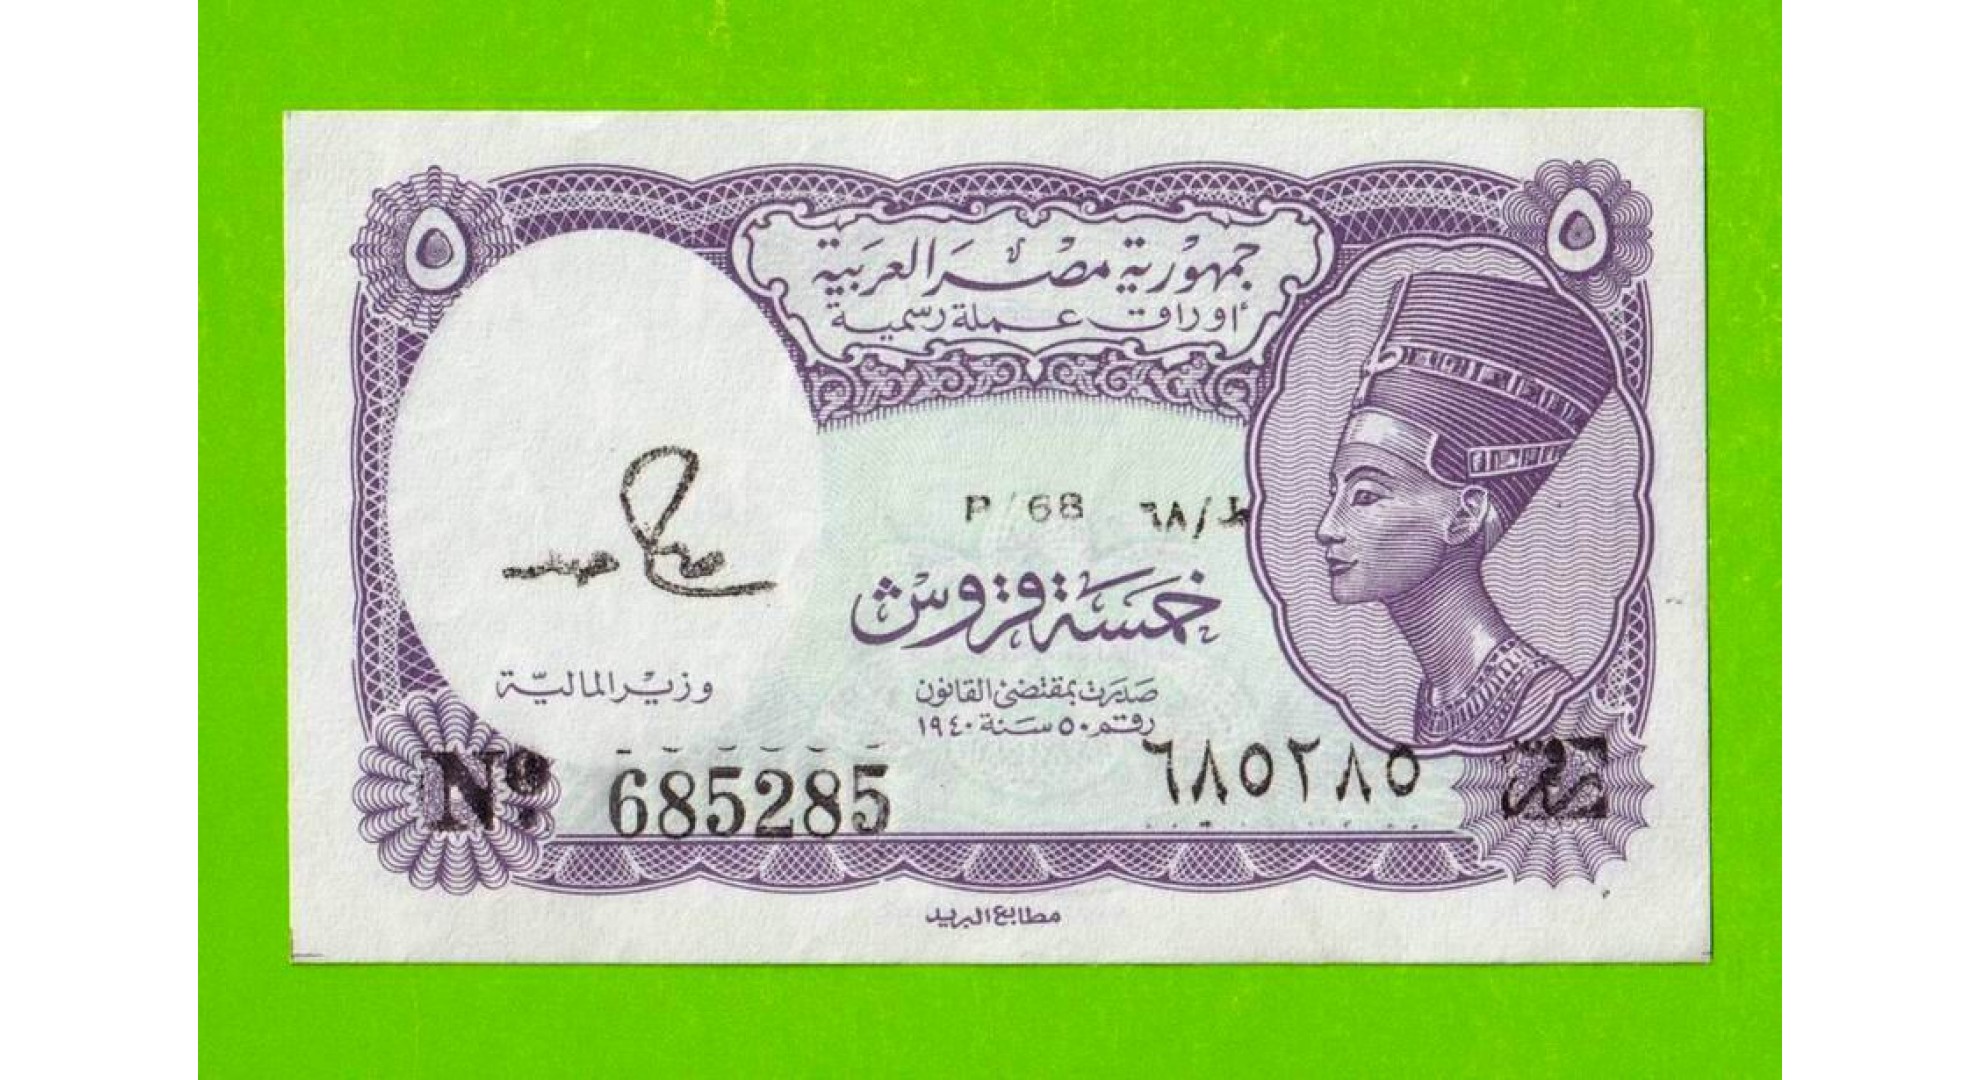 ٥ ٥
جمهورية مصر العربية
أوراق عملة رسمية
P/68 ٦٨/ط
خمسة قروش
وزير المالية
صدرت بمقتضى القانون
رقم ٥٠ سنة ١٩٤٠
Nº 685285 ٦٨٥٢٨٥
مطابع البريد